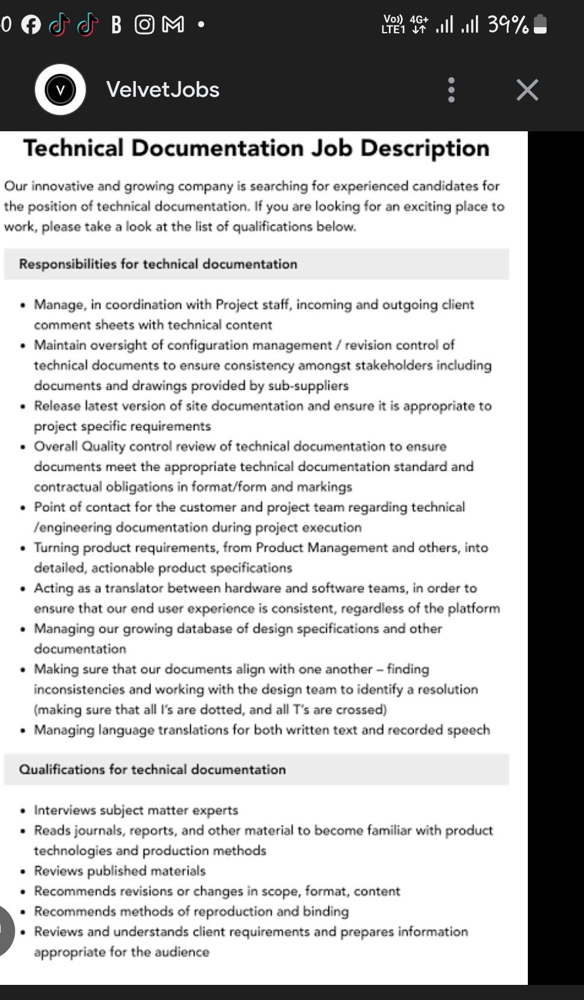 0 B 39%
Vo)) 4G+
LTE1
V VelvetJobs
Technical Documentation Job Description
Our innovative and growing company is searching for experienced candidates for
the position of technical documentation. If you are looking for an exciting place to
work, please take a look at the list of qualifications below.
Responsibilities for technical documentation
• Manage, in coordination with Project staff, incoming and outgoing client
comment sheets with technical content
• Maintain oversight of configuration management / revision control of
technical documents to ensure consistency amongst stakeholders including
documents and drawings provided by sub-suppliers
• Release latest version of site documentation and ensure it is appropriate to
project specific requirements
• Overall Quality control review of technical documentation to ensure
documents meet the appropriate technical documentation standard and
contractual obligations in format/form and markings
• Point of contact for the customer and project team regarding technical
/engineering documentation during project execution
• Turning product requirements, from Product Management and others, into
detailed, actionable product specifications
• Acting as a translator between hardware and software teams, in order to
ensure that our end user experience is consistent, regardless of the platform
• Managing our growing database of design specifications and other
documentation
• Making sure that our documents align with one another – finding
inconsistencies and working with the design team to identify a resolution
(making sure that all I's are dotted, and all T's are crossed)
• Managing language translations for both written text and recorded speech
Qualifications for technical documentation
• Interviews subject matter experts
• Reads journals, reports, and other material to become familiar with product
technologies and production methods
• Reviews published materials
• Recommends revisions or changes in scope, format, content
• Recommends methods of reproduction and binding
• Reviews and understands client requirements and prepares information
appropriate for the audience